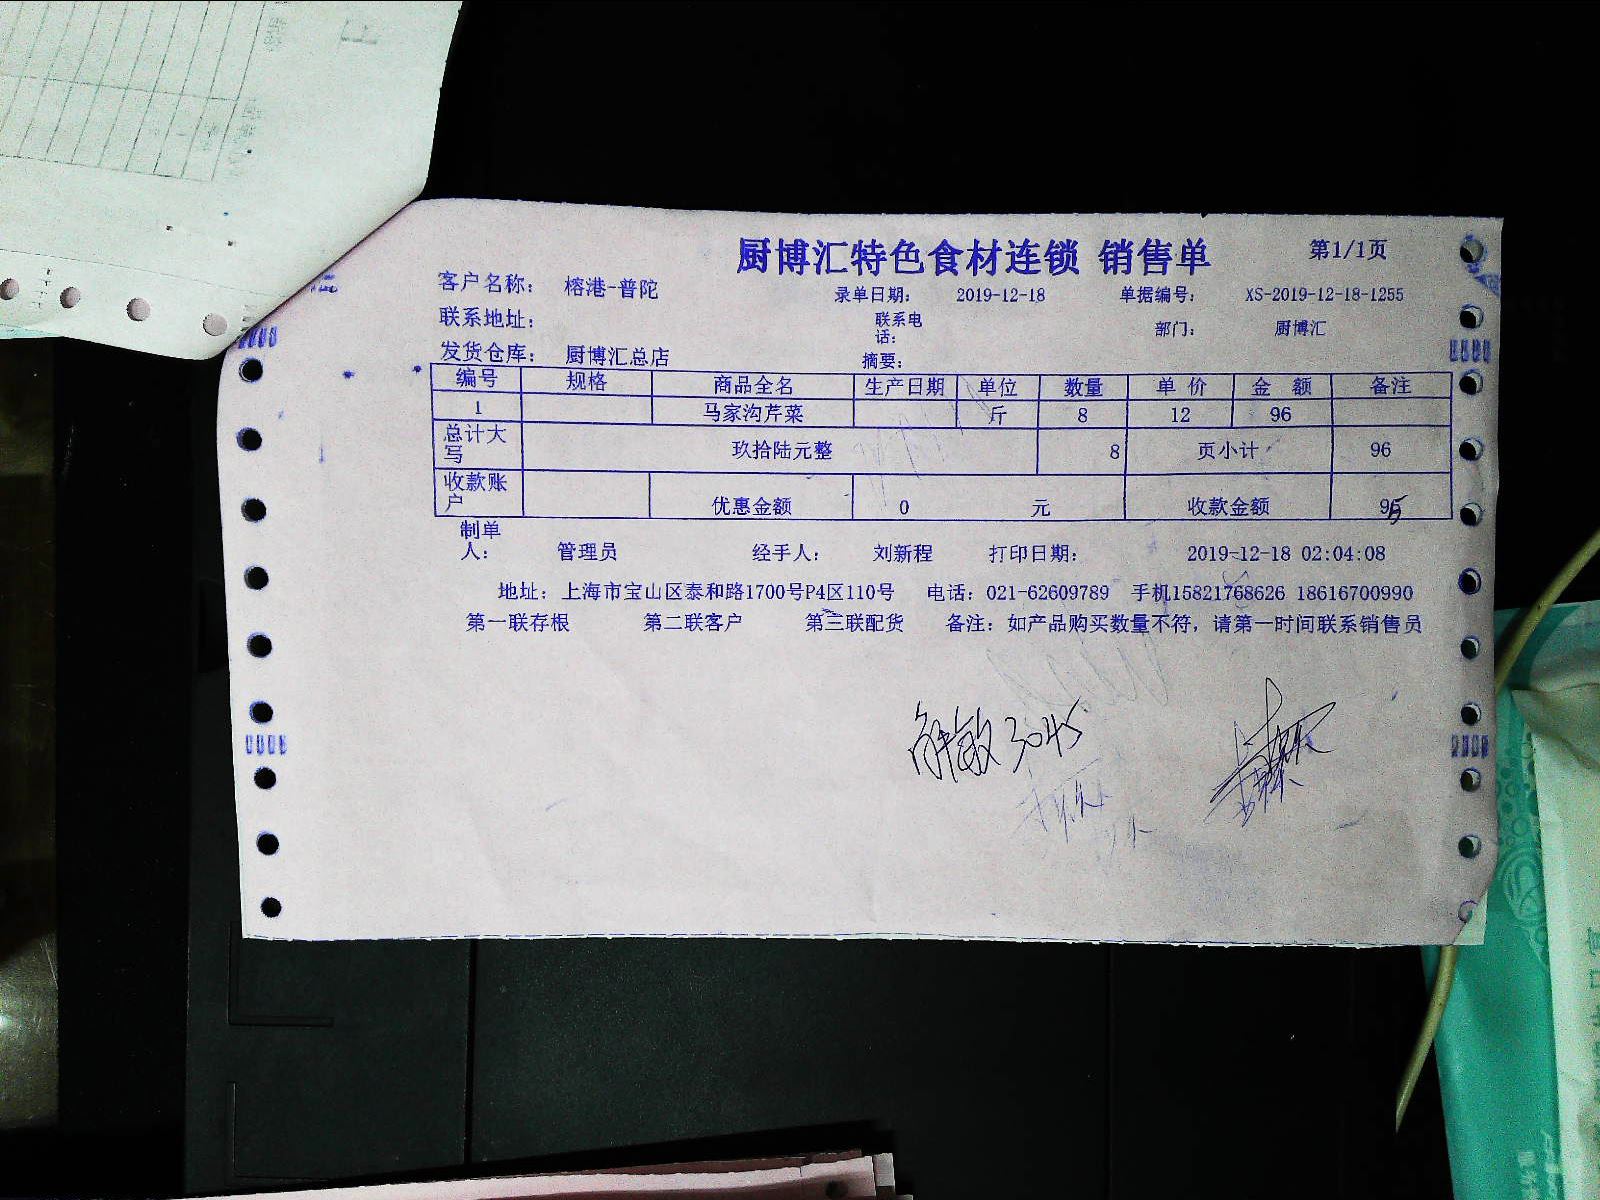 厨博汇特色食材连锁 销售单 第1/1页
客户名称： 榕港-普陀 录单日期： 2019-12-18 单据编号： XS-2019-12-18-1255
联系地址： 联系电话： 部门： 厨博汇
发货仓库： 厨博汇总店 摘要：
编号 规格 商品全名 生产日期 单位 数量 单 价 金 额 备注
1 马家沟芹菜 斤 8 12 96
总计大写 玖拾陆元整 8 页小计 96
收款账户 优惠金额 0 元 收款金额
制单人： 管理员 经手人： 刘新程 打印日期： 2019-12-18 02:04:08
地址：上海市宝山区泰和路1700号P4区110号 电话：021-62609789 手机15821768626 18616700990
第一联存根 第二联客户 第三联配货 备注：如产品购买数量不符，请第一时间联系销售员